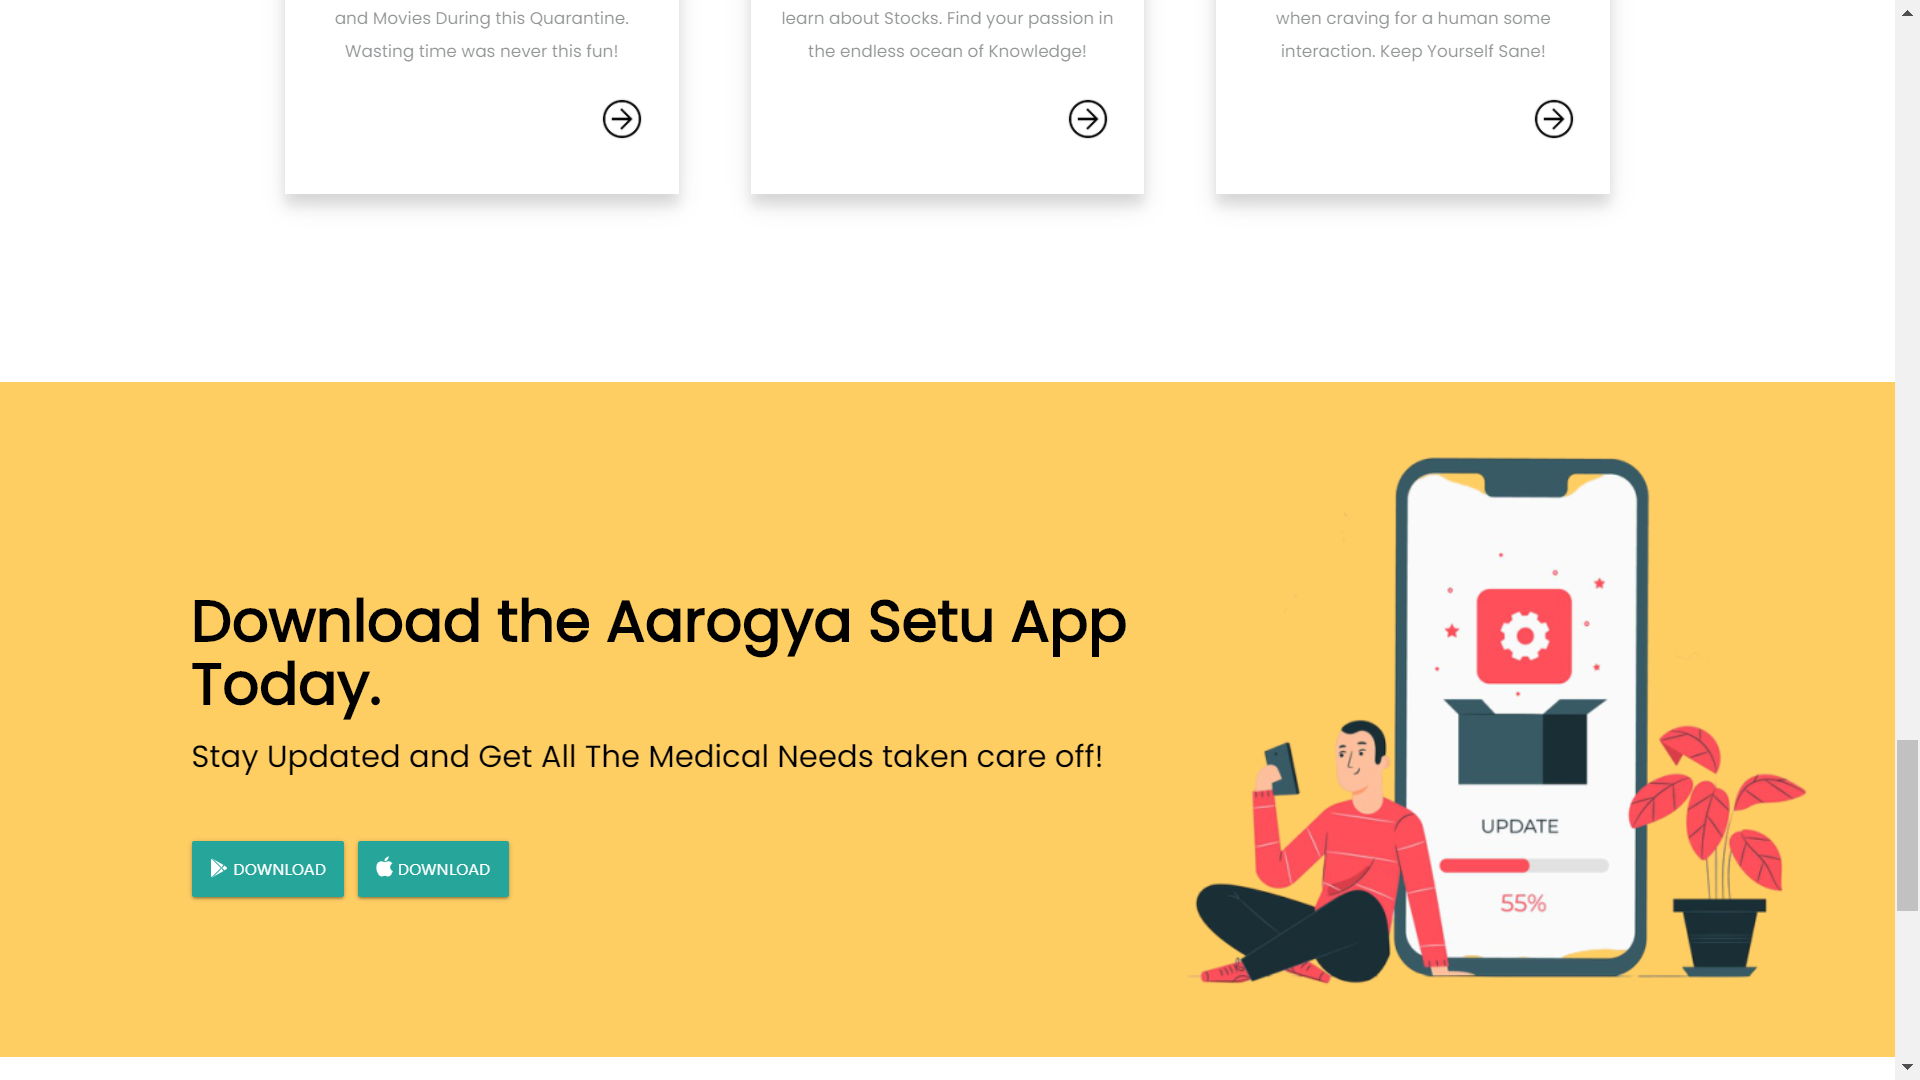 and Movies During this Quarantine.
Wasting time was never this fun!
learn about Stocks. Find your passion in
the endless ocean of Knowledge!
when craving for a human some
interaction. Keep Yourself Sane!
Download the Aarogya Setu App
Today.
Stay Updated and Get All The Medical Needs taken care off!
DOWNLOAD
DOWNLOAD
UPDATE
55%